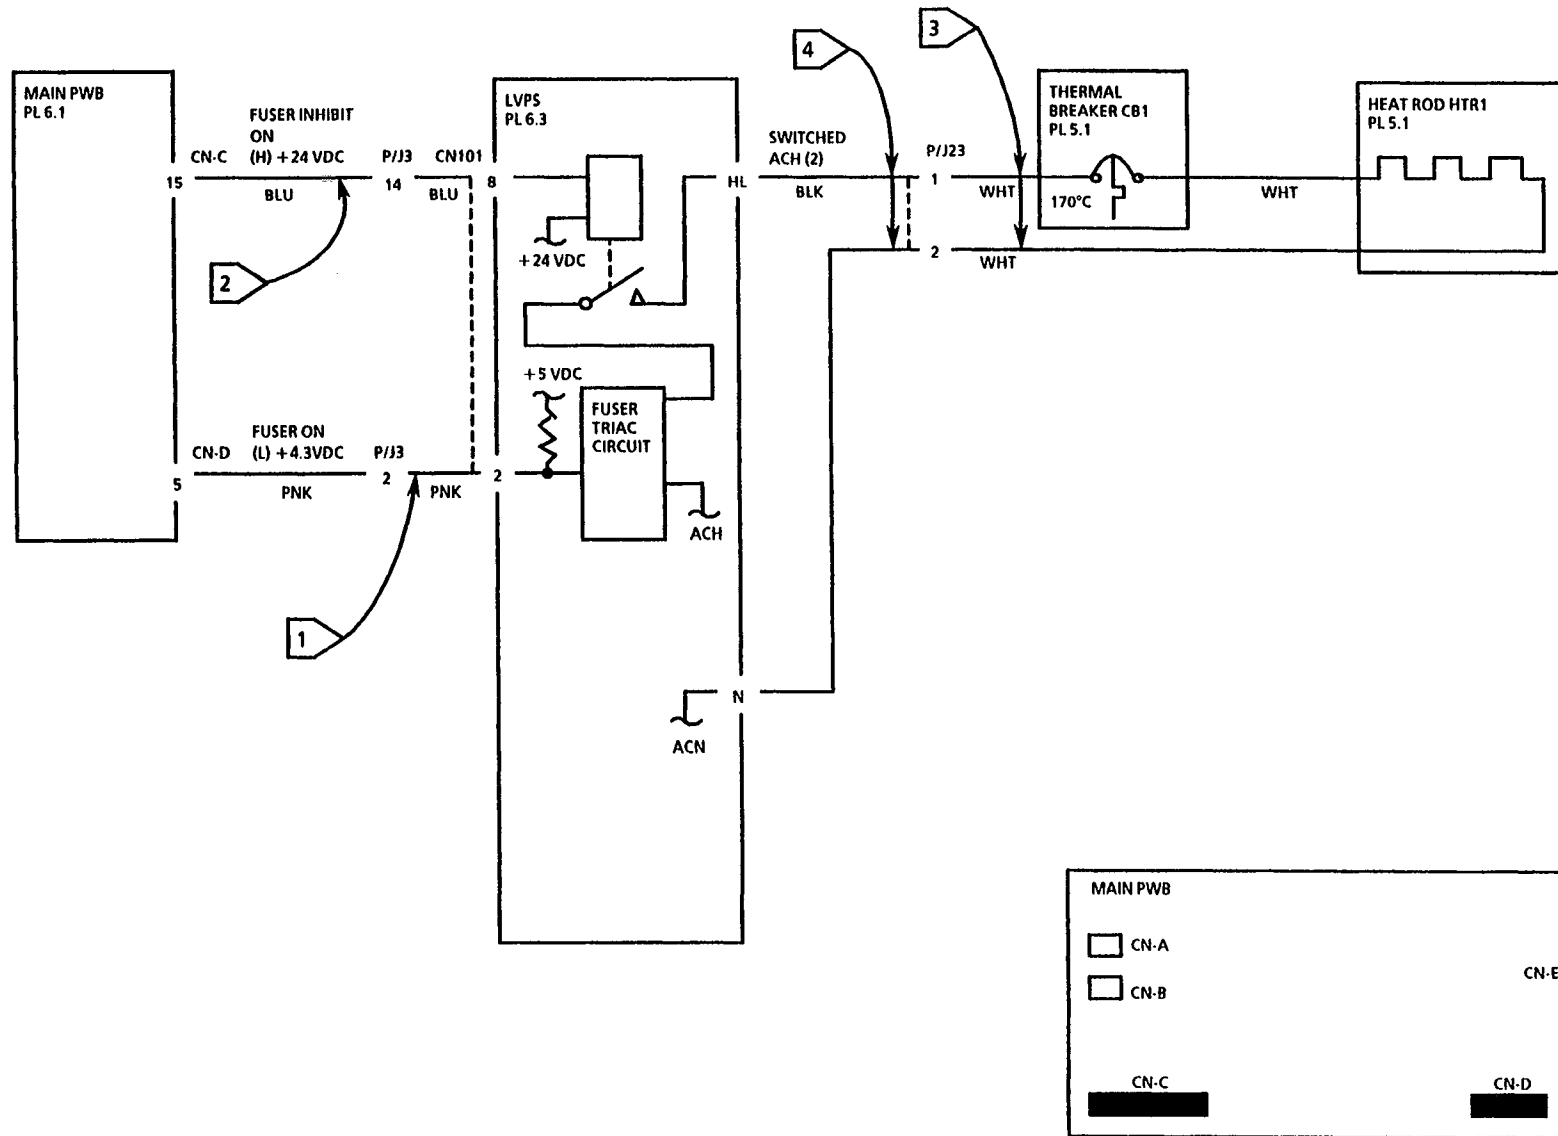 4
3
MAIN PWB
PL 6.1
FUSER INHIBIT
ON
(H) +24 VDC
CN-C
P/J3
CN101
15
BLU
14
BLU
8
LVPS
PL 6.3
+24 VDC
HL
SWITCHED
ACH (2)
BLK
P/J23
1
WHT
2
WHT
THERMAL
BREAKER CB1
PL 5.1
170°C
WHT
HEAT ROD HTR1
PL 5.1
2
+5 VDC
FUSER
TRIAC
CIRCUIT
FUSER ON
(L) +4.3VDC
CN-D
P/J3
5
PNK
2
PNK
2
ACH
1
N
ACN
MAIN PWB
CN-A
CN-B
CN-E
CN-C
CN-D